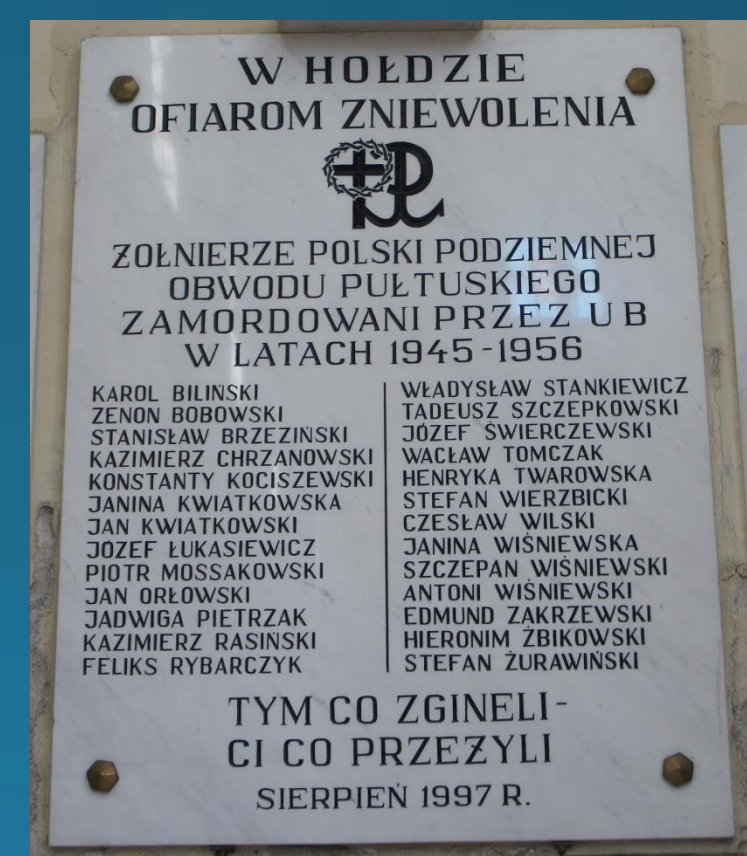 W HOŁDZIE
OFIAROM ZNIEWOLENIA
ŻOŁNIERZE POLSKI PODZIEMNEJ
OBWODU PUŁTUSKIEGO
ZAMORDOWANI PRZEZ UB
W LATACH 1945-1956
KAROL BILIŃSKI
ZENON BOBOWSKI
STANISŁAW BRZEZIŃSKI
KAZIMIERZ CHRZANOWSKI
KONSTANTY KOCISZEWSKI
JANINA KWIATKOWSKA
JAN KWIATKOWSKI
JÓZEF ŁUKASIEWICZ
PIOTR MOSSAKOWSKI
JAN ORŁOWSKI
JADWIGA PIETRZAK
KAZIMIERZ RASIŃSKI
FELIKS RYBARCZYK
WŁADYSŁAW STANKIEWICZ
TADEUSZ SZCZEPKOWSKI
JÓZEF ŚWIERCZEWSKI
WACŁAW TOMCZAK
HENRYKA TWAROWSKA
STEFAN WIERZBICKI
CZESŁAW WILSKI
JANINA WIŚNIEWSKA
SZCZEPAN WIŚNIEWSKI
ANTONI WIŚNIEWSKI
EDMUND ZAKRZEWSKI
HIERONIM ŻBIKOWSKI
STEFAN ŻURAWIŃSKI
TYM CO ZGINELI-
CI CO PRZEŻYLI
SIERPIEŃ 1997 R.